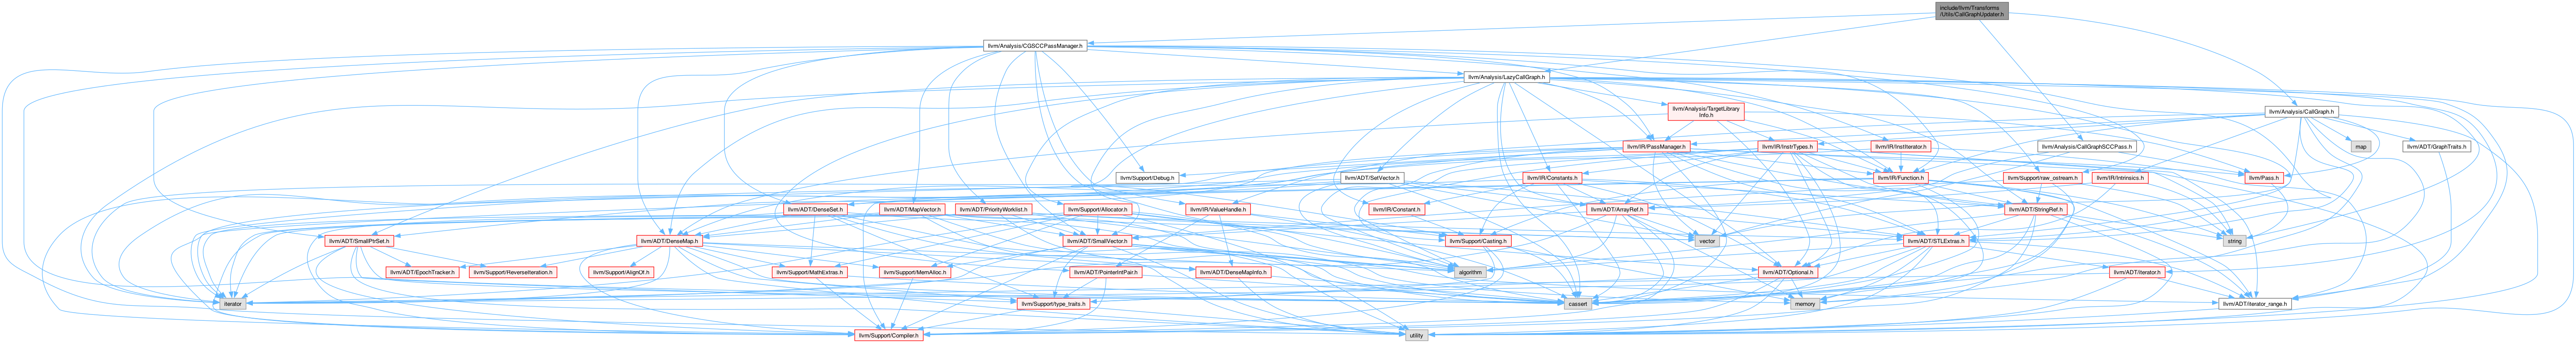 include/llvm/Transforms
/Utils/CallGraphUpdater.h
llvm/Analysis/CGSCCPassManager.h
llvm/Analysis/LazyCallGraph.h
llvm/Analysis/TargetLibrary
Info.h
llvm/Analysis/CallGraph.h
llvm/IR/PassManager.h
llvm/IR/InstrTypes.h
llvm/IR/InstIterator.h
llvm/Analysis/CallGraphSCCPass.h
map
llvm/ADT/GraphTraits.h
llvm/Support/Debug.h
llvm/ADT/SetVector.h
llvm/IR/Constants.h
llvm/IR/Function.h
llvm/Support/raw_ostream.h
llvm/IR/Intrinsics.h
llvm/Pass.h
llvm/ADT/DenseSet.h
llvm/ADT/MapVector.h
llvm/ADT/PriorityWorklist.h
llvm/Support/Allocator.h
llvm/IR/ValueHandle.h
llvm/ADT/ArrayRef.h
llvm/IR/Constant.h
llvm/ADT/StringRef.h
llvm/ADT/SmallPtrSet.h
llvm/ADT/DenseMap.h
llvm/ADT/SmallVector.h
llvm/Support/Casting.h
vector
llvm/ADT/STLExtras.h
string
llvm/ADT/EpochTracker.h
llvm/Support/ReverseIteration.h
llvm/Support/AlignOf.h
llvm/Support/MathExtras.h
llvm/Support/MemAlloc.h
llvm/ADT/PointerIntPair.h
llvm/ADT/DenseMapInfo.h
algorithm
llvm/ADT/Optional.h
llvm/ADT/iterator.h
iterator
llvm/Support/type_traits.h
cassert
memory
llvm/ADT/iterator_range.h
llvm/Support/Compiler.h
utility